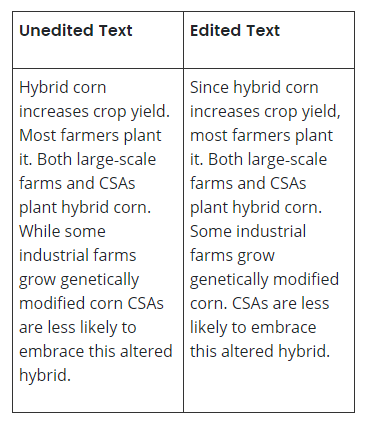 Unedited Text
Edited Text
Hybrid corn
increases crop yield.
Most farmers plant
it. Both large-scale
farms and CSAs
plant hybrid corn.
While some
industrial farms
grow genetically
modified corn CSAs
are less likely to
embrace this altered
hybrid.
Since hybrid corn
increases crop yield,
most farmers plant
it. Both large-scale
farms and CSAs
plant hybrid corn.
Some industrial
farms grow
genetically modified
corn. CSAs are less
likely to embrace
this altered hybrid.